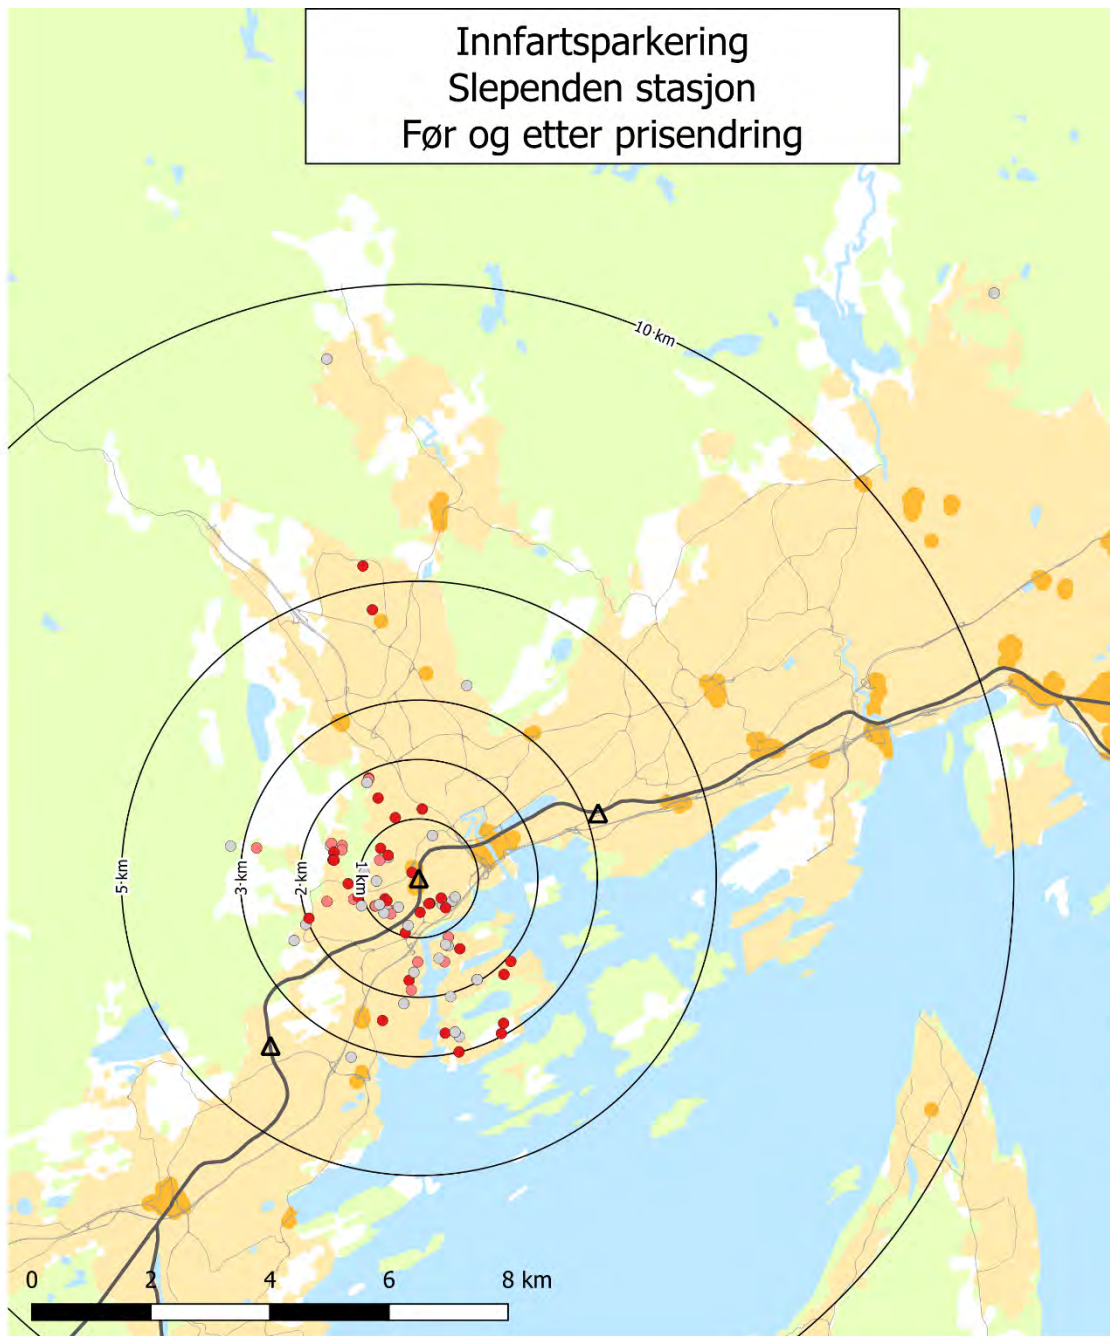 Innfartsparkering
Slependen stasjon
Før og etter prisendring
10 km
5 km
3 km
2 km
1 km
0 2 4 6 8 km